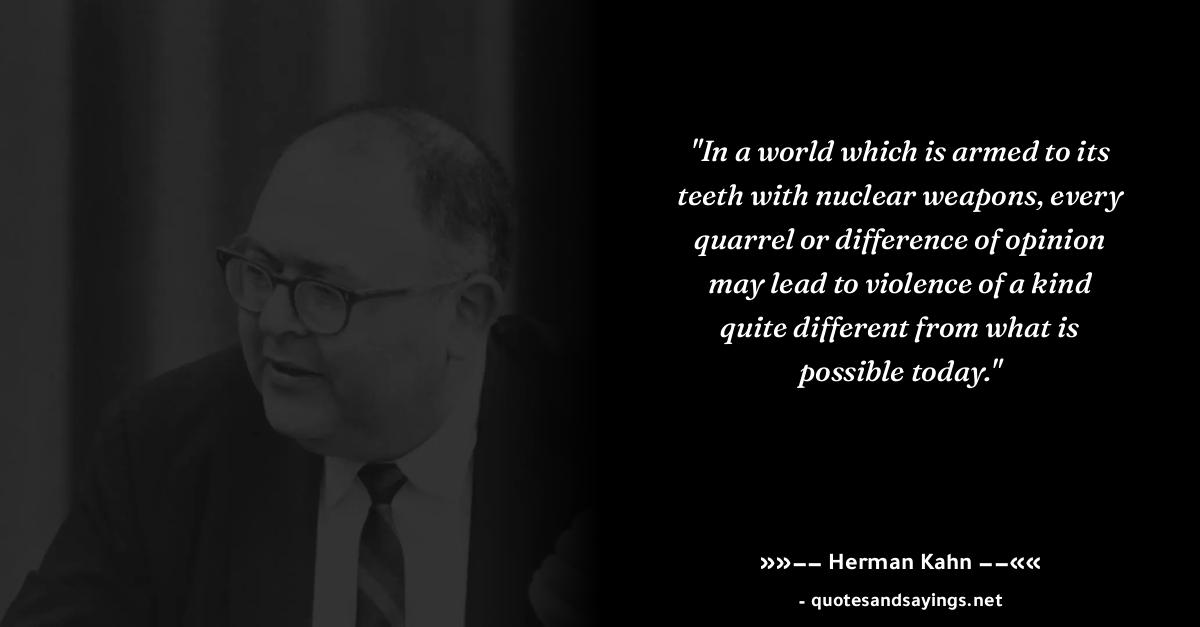 "In a world which is armed to its
teeth with nuclear weapons, every
quarrel or difference of opinion
may lead to violence of a kind
quite different from what is
possible today."
»»–– Herman Kahn ––««
- quotesandsayings.net